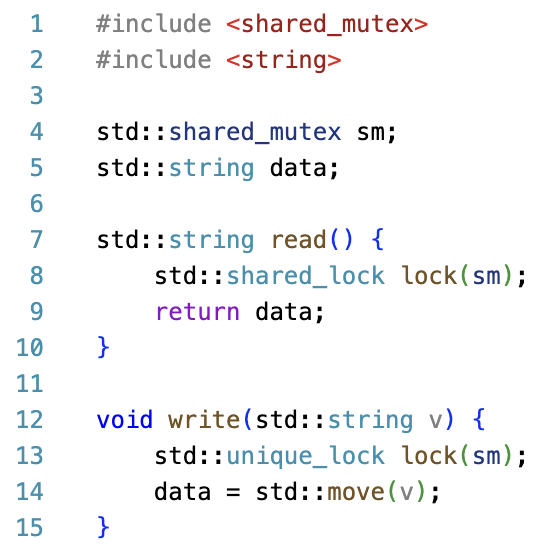 1 #include <shared_mutex>
2 #include <string>
3
4 std::shared_mutex sm;
5 std::string data;
6
7 std::string read() {
8     std::shared_lock lock(sm);
9     return data;
10 }
11
12 void write(std::string v) {
13     std::unique_lock lock(sm);
14     data = std::move(v);
15 }